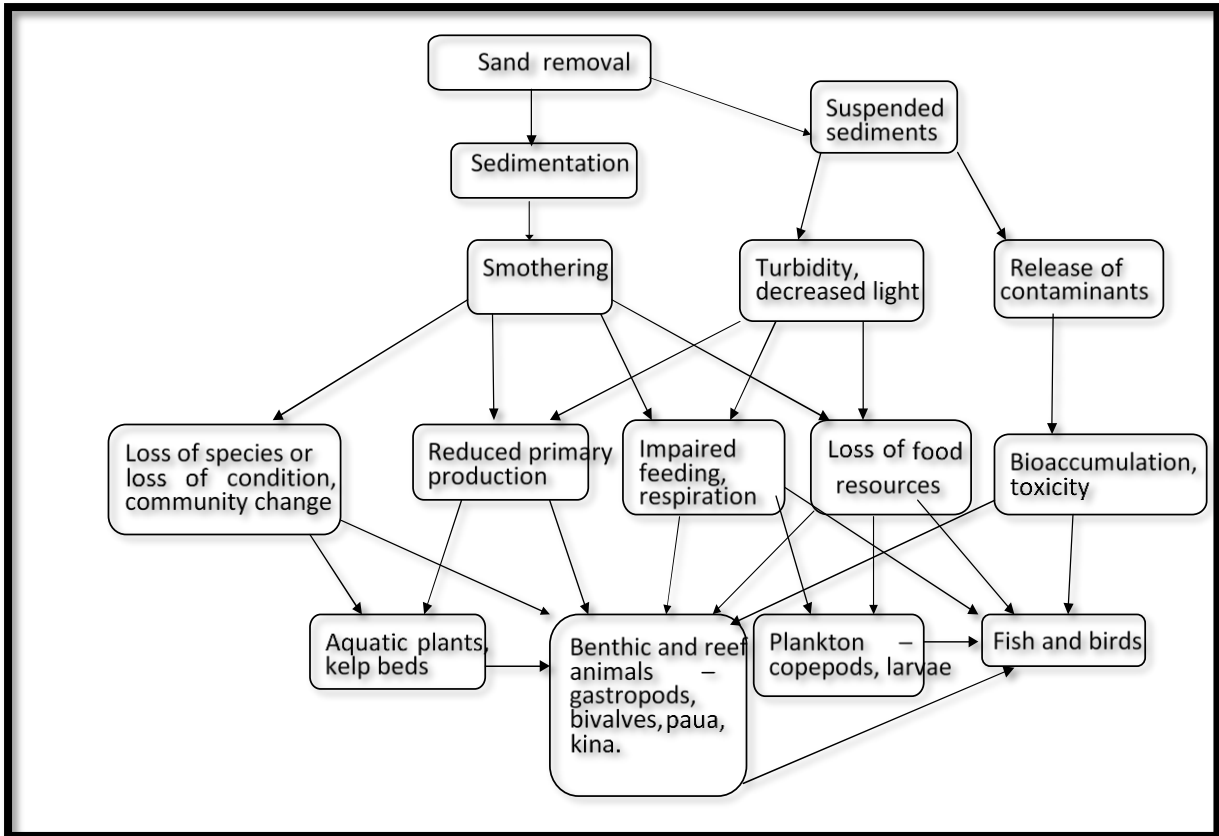 Sand removal
Suspended
sediments
Sedimentation
Smothering
Turbidity,
decreased light
Release of
contaminants
Loss of species or
loss of condition,
community change
Reduced primary
production
Impaired
feeding,
respiration
Loss of food
resources
Bioaccumulation,
toxicity
Aquatic plants,
kelp beds
Benthic and reef
animals –
gastropods,
bivalves, paua,
kina.
Plankton –
copepods, larvae
Fish and birds